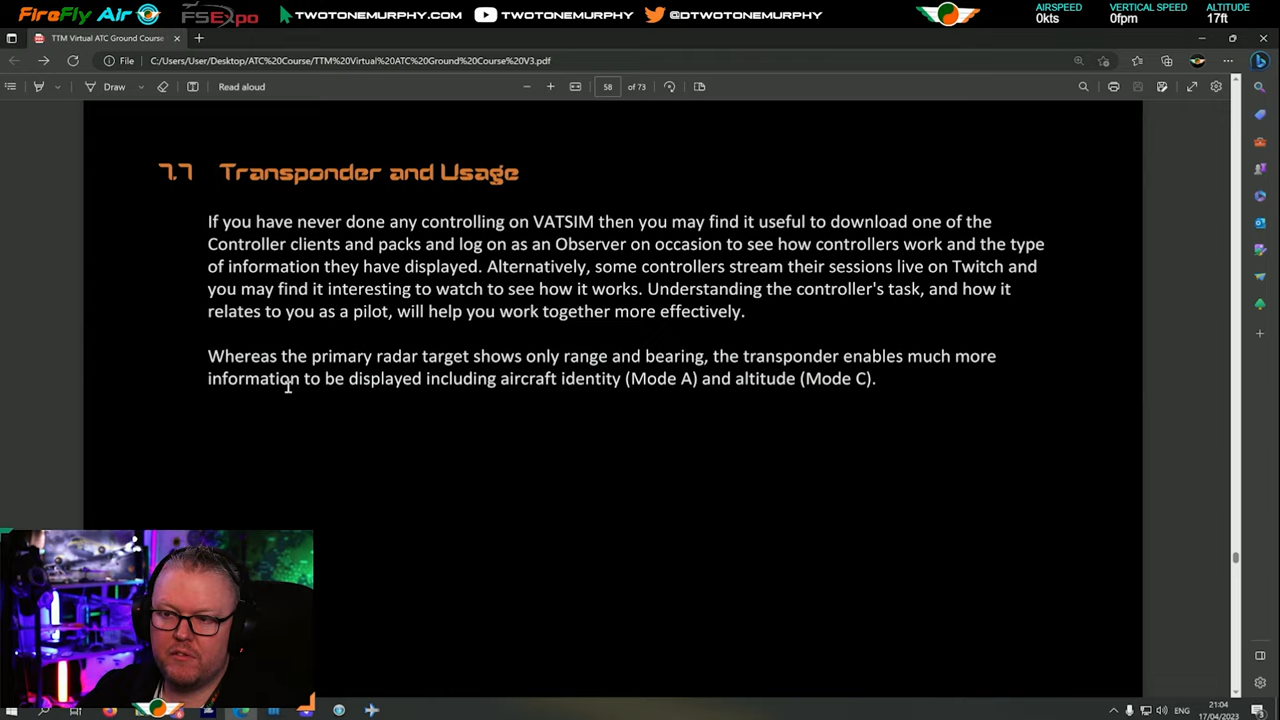 FireFly Air
FSExpo
TWOTONEMURPHY.COM
TWOTONEMURPHY
@DTWOTONEMURPHY
AIRSPEED
0kts
VERTICAL SPEED
0fpm
ALTITUDE
17ft
TTM Virtual ATC Ground Course
File
C:/Users/User/Desktop/ATC%20Course/TTM%20Virtual%20ATC%20Ground%20Course%20V3.pdf
Draw
Read aloud
58
of 73
7.7 Transponder and Usage
If you have never done any controlling on VATSIM then you may find it useful to download one of the
Controller clients and packs and log on as an Observer on occasion to see how controllers work and the type
of information they have displayed. Alternatively, some controllers stream their sessions live on Twitch and
you may find it interesting to watch to see how it works. Understanding the controller's task, and how it
relates to you as a pilot, will help you work together more effectively.
Whereas the primary radar target shows only range and bearing, the transponder enables much more
information to be displayed including aircraft identity (Mode A) and altitude (Mode C).
ENG
21:04
17/04/2023